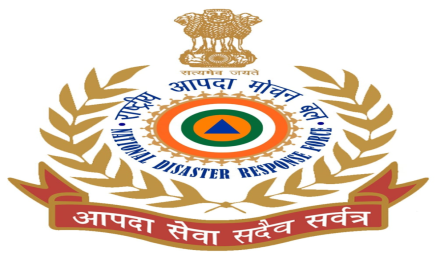 सत्यमेव जयते
राष्ट्रीय आपदा मोचन बल
NATIONAL DISASTER RESPONSE FORCE
आपदा सेवा सदैव सर्वत्र